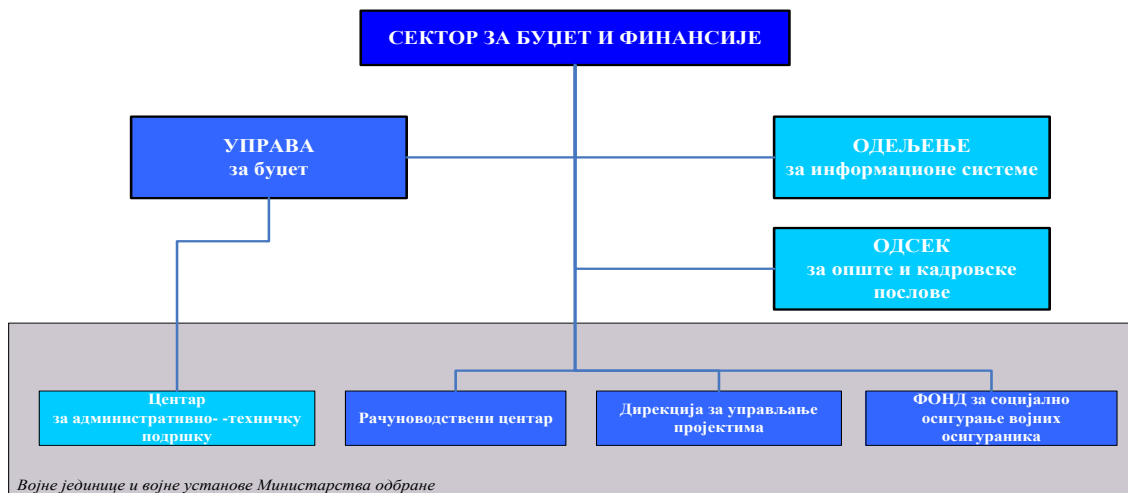 СЕКТОР ЗА БУЏЕТ И ФИНАНСИЈЕ
УПРАВА
за буџет
ОДЕЉЕЊЕ
за информационе системе
ОДСЕК
за опште и кадровске
послове
Центар
за административно- -техничку
подршку
Рачуноводствени центар
Дирекција за управљање
пројектима
ФОНД за социјално
осигурање војних
осигураника
Војне јединице и војне установе Министарства одбране